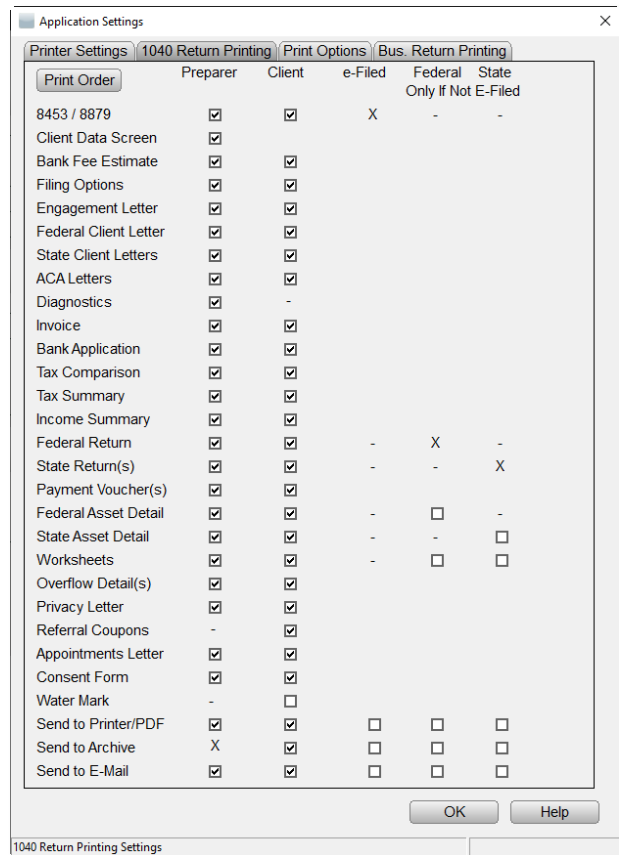 Application Settings
Printer Settings 1040 Return Printing Print Options Bus. Return Printing
Print Order Preparer Client e-Filed Federal State
Only If Not E-Filed
8453 / 8879 X - -
Client Data Screen
Bank Fee Estimate
Filing Options
Engagement Letter
Federal Client Letter
State Client Letters
ACA Letters
Diagnostics -
Invoice
Bank Application
Tax Comparison
Tax Summary
Income Summary
Federal Return - X -
State Return(s) - - X
Payment Voucher(s)
Federal Asset Detail - -
State Asset Detail - -
Worksheets -
Overflow Detail(s)
Privacy Letter
Referral Coupons -
Appointments Letter
Consent Form
Water Mark -
Send to Printer/PDF
Send to Archive X
Send to E-Mail
OK Help
1040 Return Printing Settings